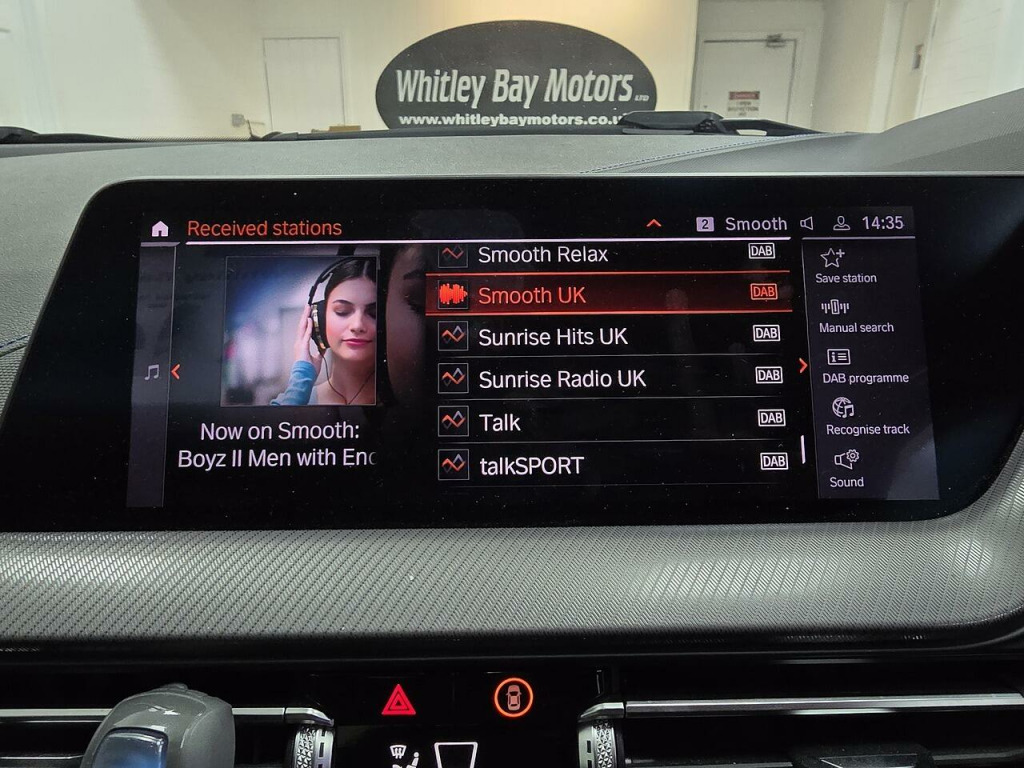 Whitley Bay Motors LTD
www.whitleybaymotors.co.u
Received stations
2 Smooth 14:35
Smooth Relax DAB
Smooth UK DAB
Sunrise Hits UK DAB
Sunrise Radio UK DAB
Talk DAB
talkSPORT DAB
Now on Smooth:
Boyz II Men with End
Save station
Manual search
DAB programme
Recognise track
Sound